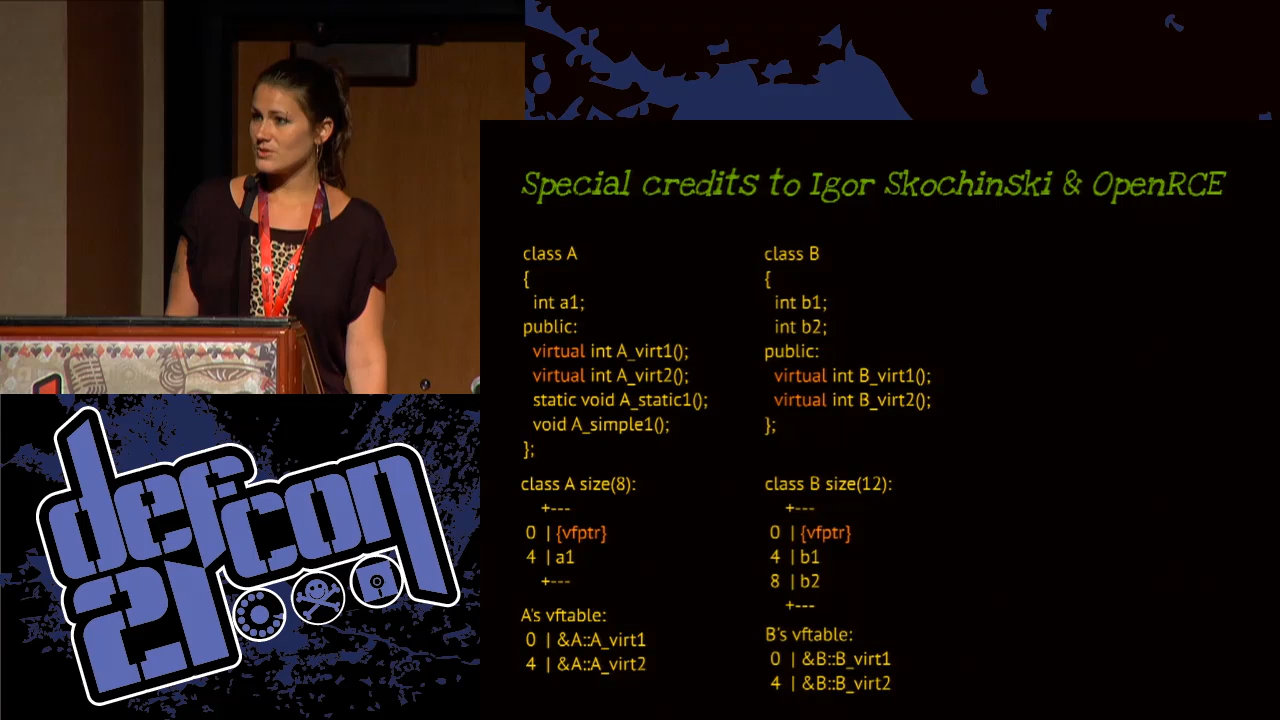 Special credits to Igor Skochinski & OpenRCE
class A
{
int a1;
public:
virtual int A_virt1();
virtual int A_virt2();
static void A_static1();
void A_simple1();
};
class A size(8):
+---
0 | {vfptr}
4 | a1
+---
A's vftable:
0 | &A::A_virt1
4 | &A::A_virt2
class B
{
int b1;
int b2;
public:
virtual int B_virt1();
virtual int B_virt2();
};
class B size(12):
+---
0 | {vfptr}
4 | b1
8 | b2
+---
B's vftable:
0 | &B::B_virt1
4 | &B::B_virt2
defcon
21